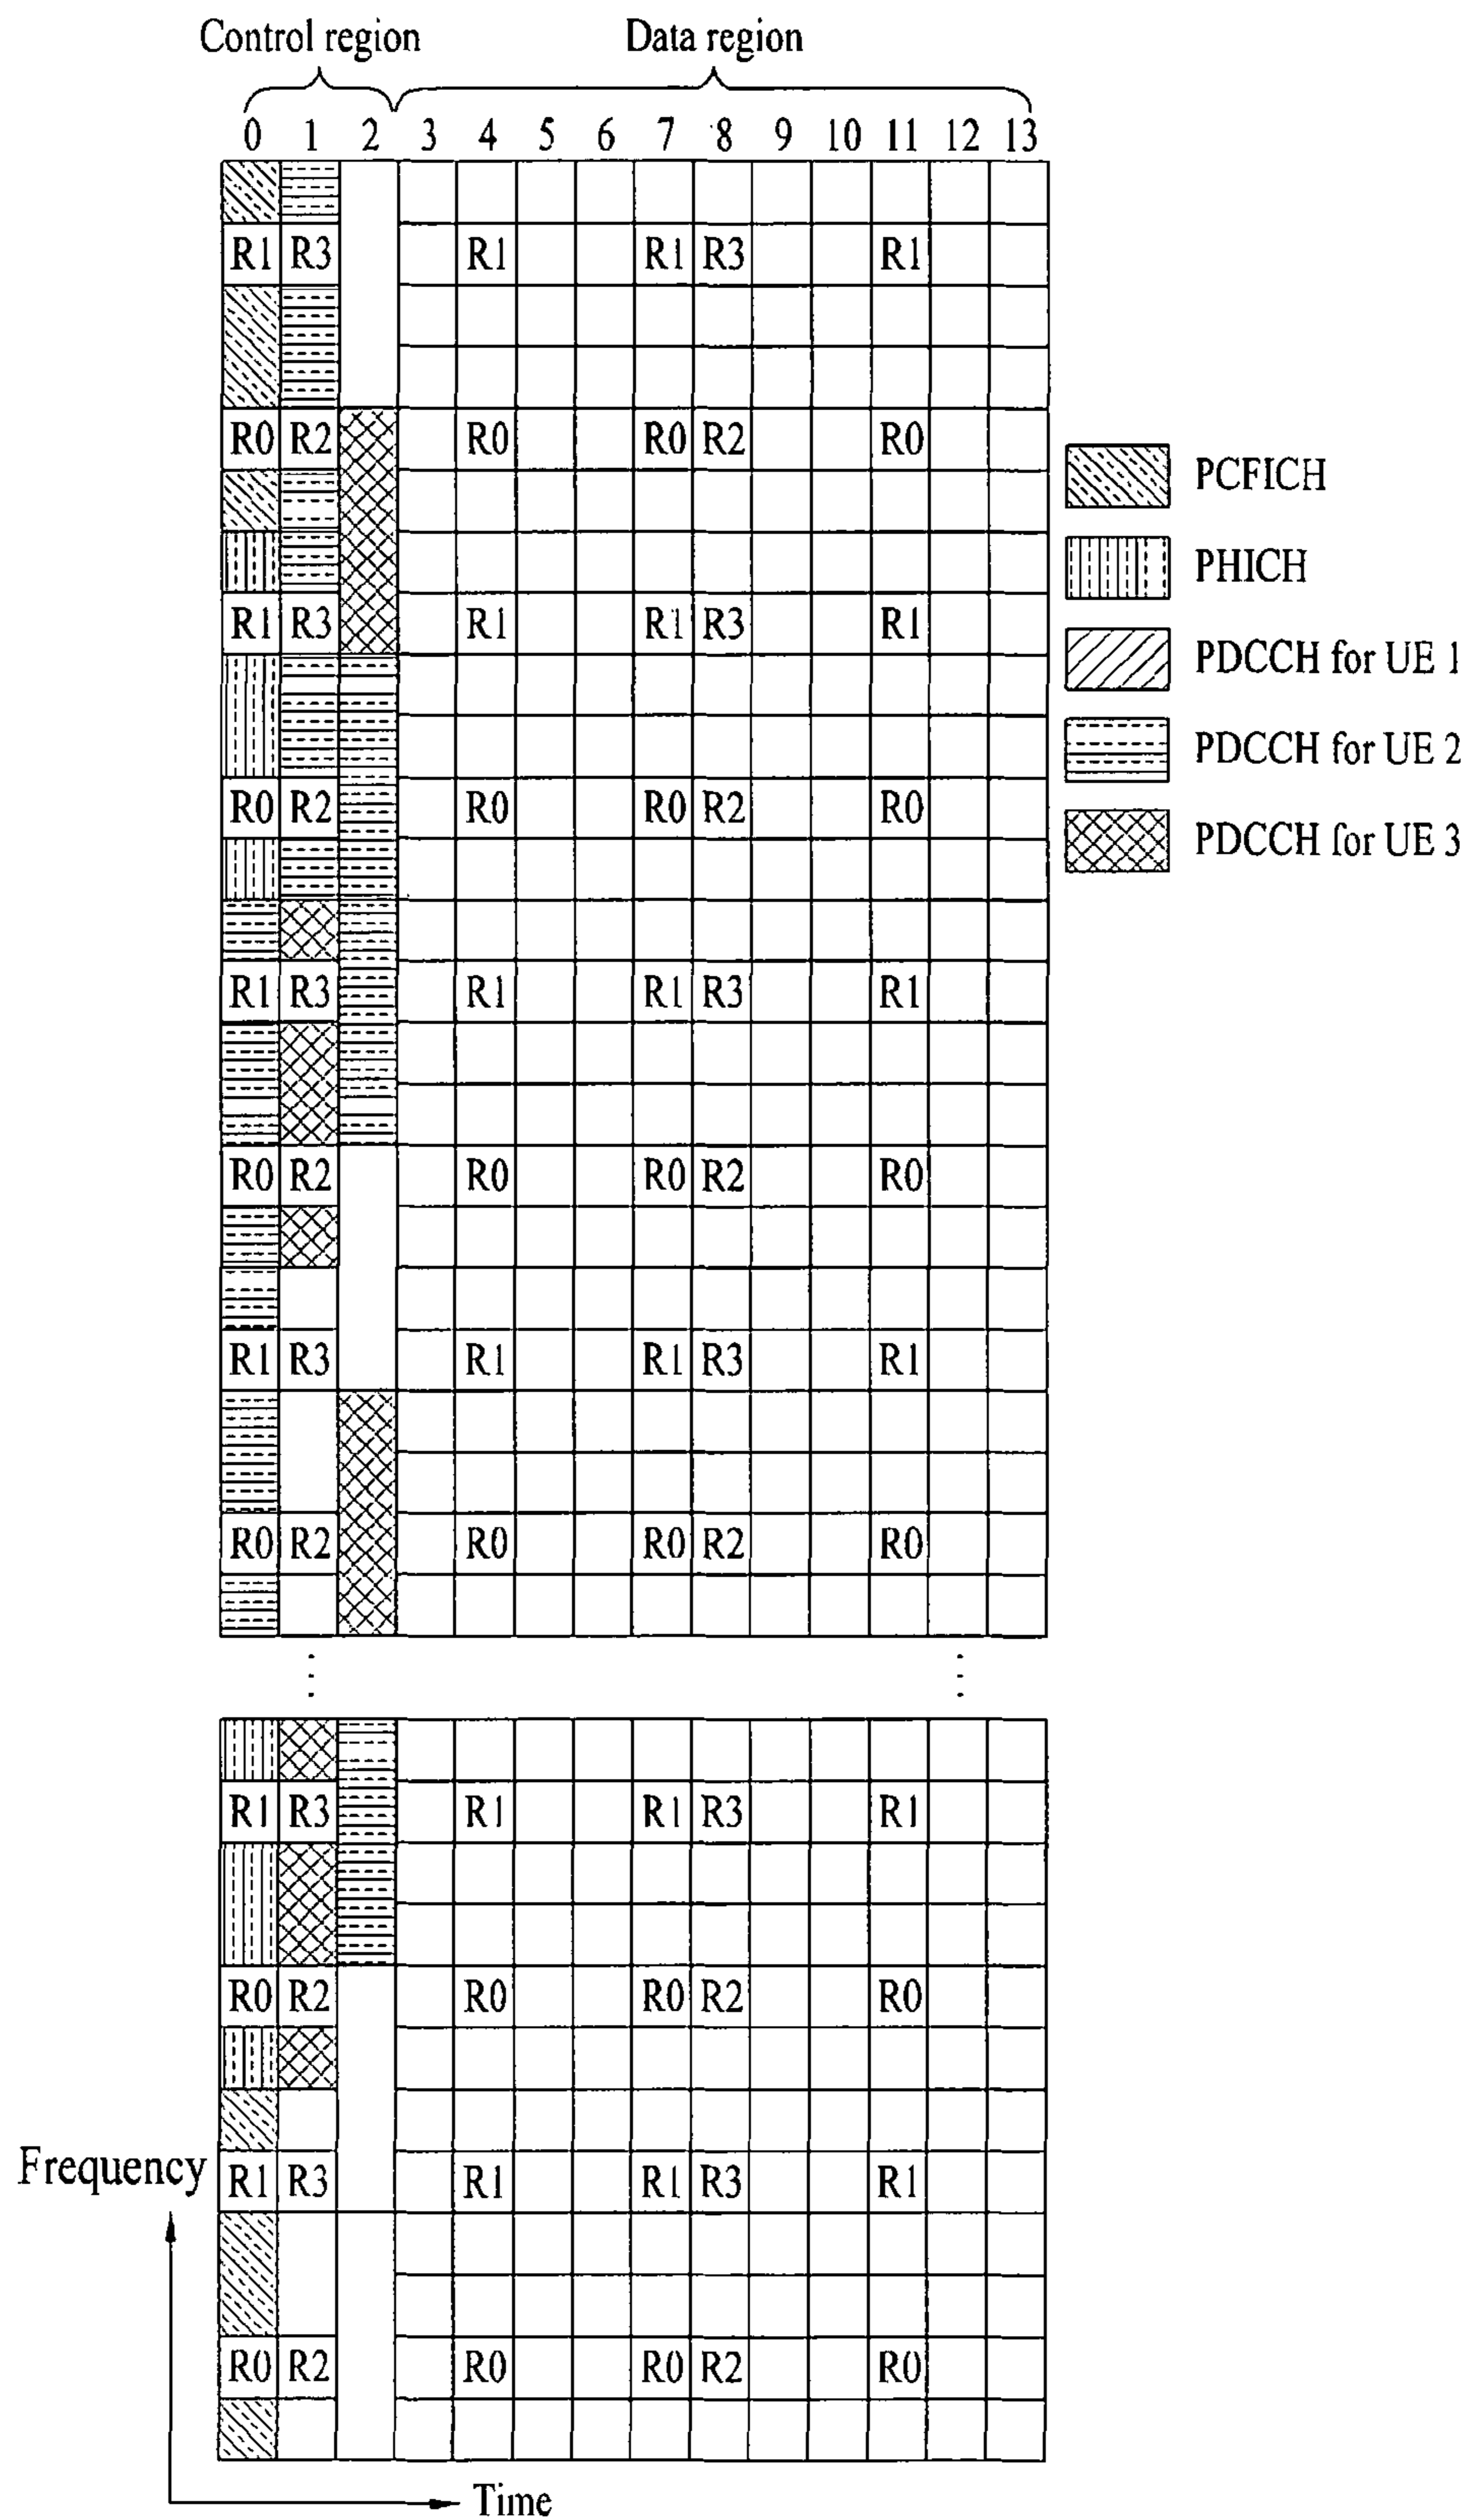 Control region Data region
0 1 2 3 4 5 6 7 8 9 10 11 12 13
R1 R3 R1 R1 R3 R1
R0 R2 R0 R0 R2 R0
PCFICH
PHICH
R1 R3 R1 R1 R3 R1
PDCCH for UE 1
PDCCH for UE 2
R0 R2 R0 R0 R2 R0
PDCCH for UE 3
R1 R3 R1 R1 R3 R1
R0 R2 R0 R0 R2 R0
R1 R3 R1 R1 R3 R1
R0 R2 R0 R0 R2 R0
R1 R3 R1 R1 R3 R1
R0 R2 R0 R0 R2 R0
Frequency
R1 R3 R1 R1 R3 R1
R0 R2 R0 R0 R2 R0
Time